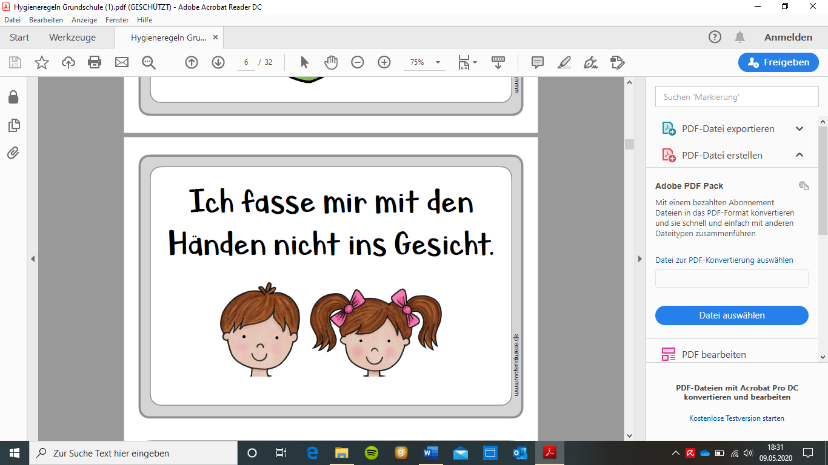 Hygieneregeln Grundschule (1).pdf (GESCHÜTZT) - Adobe Acrobat Reader DC
Datei Bearbeiten Anzeige Fenster Hilfe
Start Werkzeuge Hygieneregeln Gru... × Anmelden
6 / 32 75% Freigeben
Suchen 'Markierung'
PDF-Datei exportieren
PDF-Datei erstellen
Adobe PDF Pack
Mit einem bezahlten Abonnement
Dateien in das PDF-Format konvertieren
und sie schnell und einfach mit anderen
Dateitypen zusammenführen
Datei zur PDF-Konvertierung auswählen
Datei auswählen
PDF bearbeiten
PDF-Dateien mit Acrobat Pro DC
konvertieren und bearbeiten
Kostenlose Testversion starten
Ich fasse mir mit den
Händen nicht ins Gesicht.
Zur Suche Text hier eingeben
18:31
09.05.2020